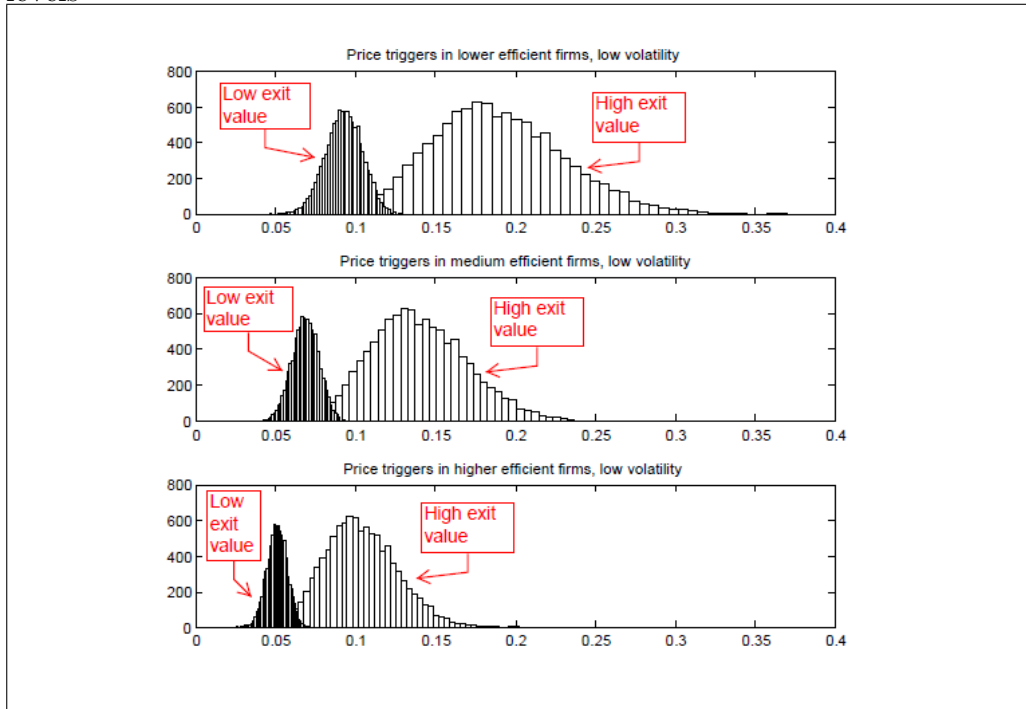 Price triggers in lower efficient firms, low volatility
800
600
400
200
0
Low exit
value
High exit
value
0 0.05 0.1 0.15 0.2 0.25 0.3 0.35 0.4
Price triggers in medium efficient firms, low volatility
800
600
400
200
0
Low exit
value
High exit
value
0 0.05 0.1 0.15 0.2 0.25 0.3 0.35 0.4
Price triggers in higher efficient firms, low volatility
800
600
400
200
0
Low
exit
value
High exit
value
0 0.05 0.1 0.15 0.2 0.25 0.3 0.35 0.4